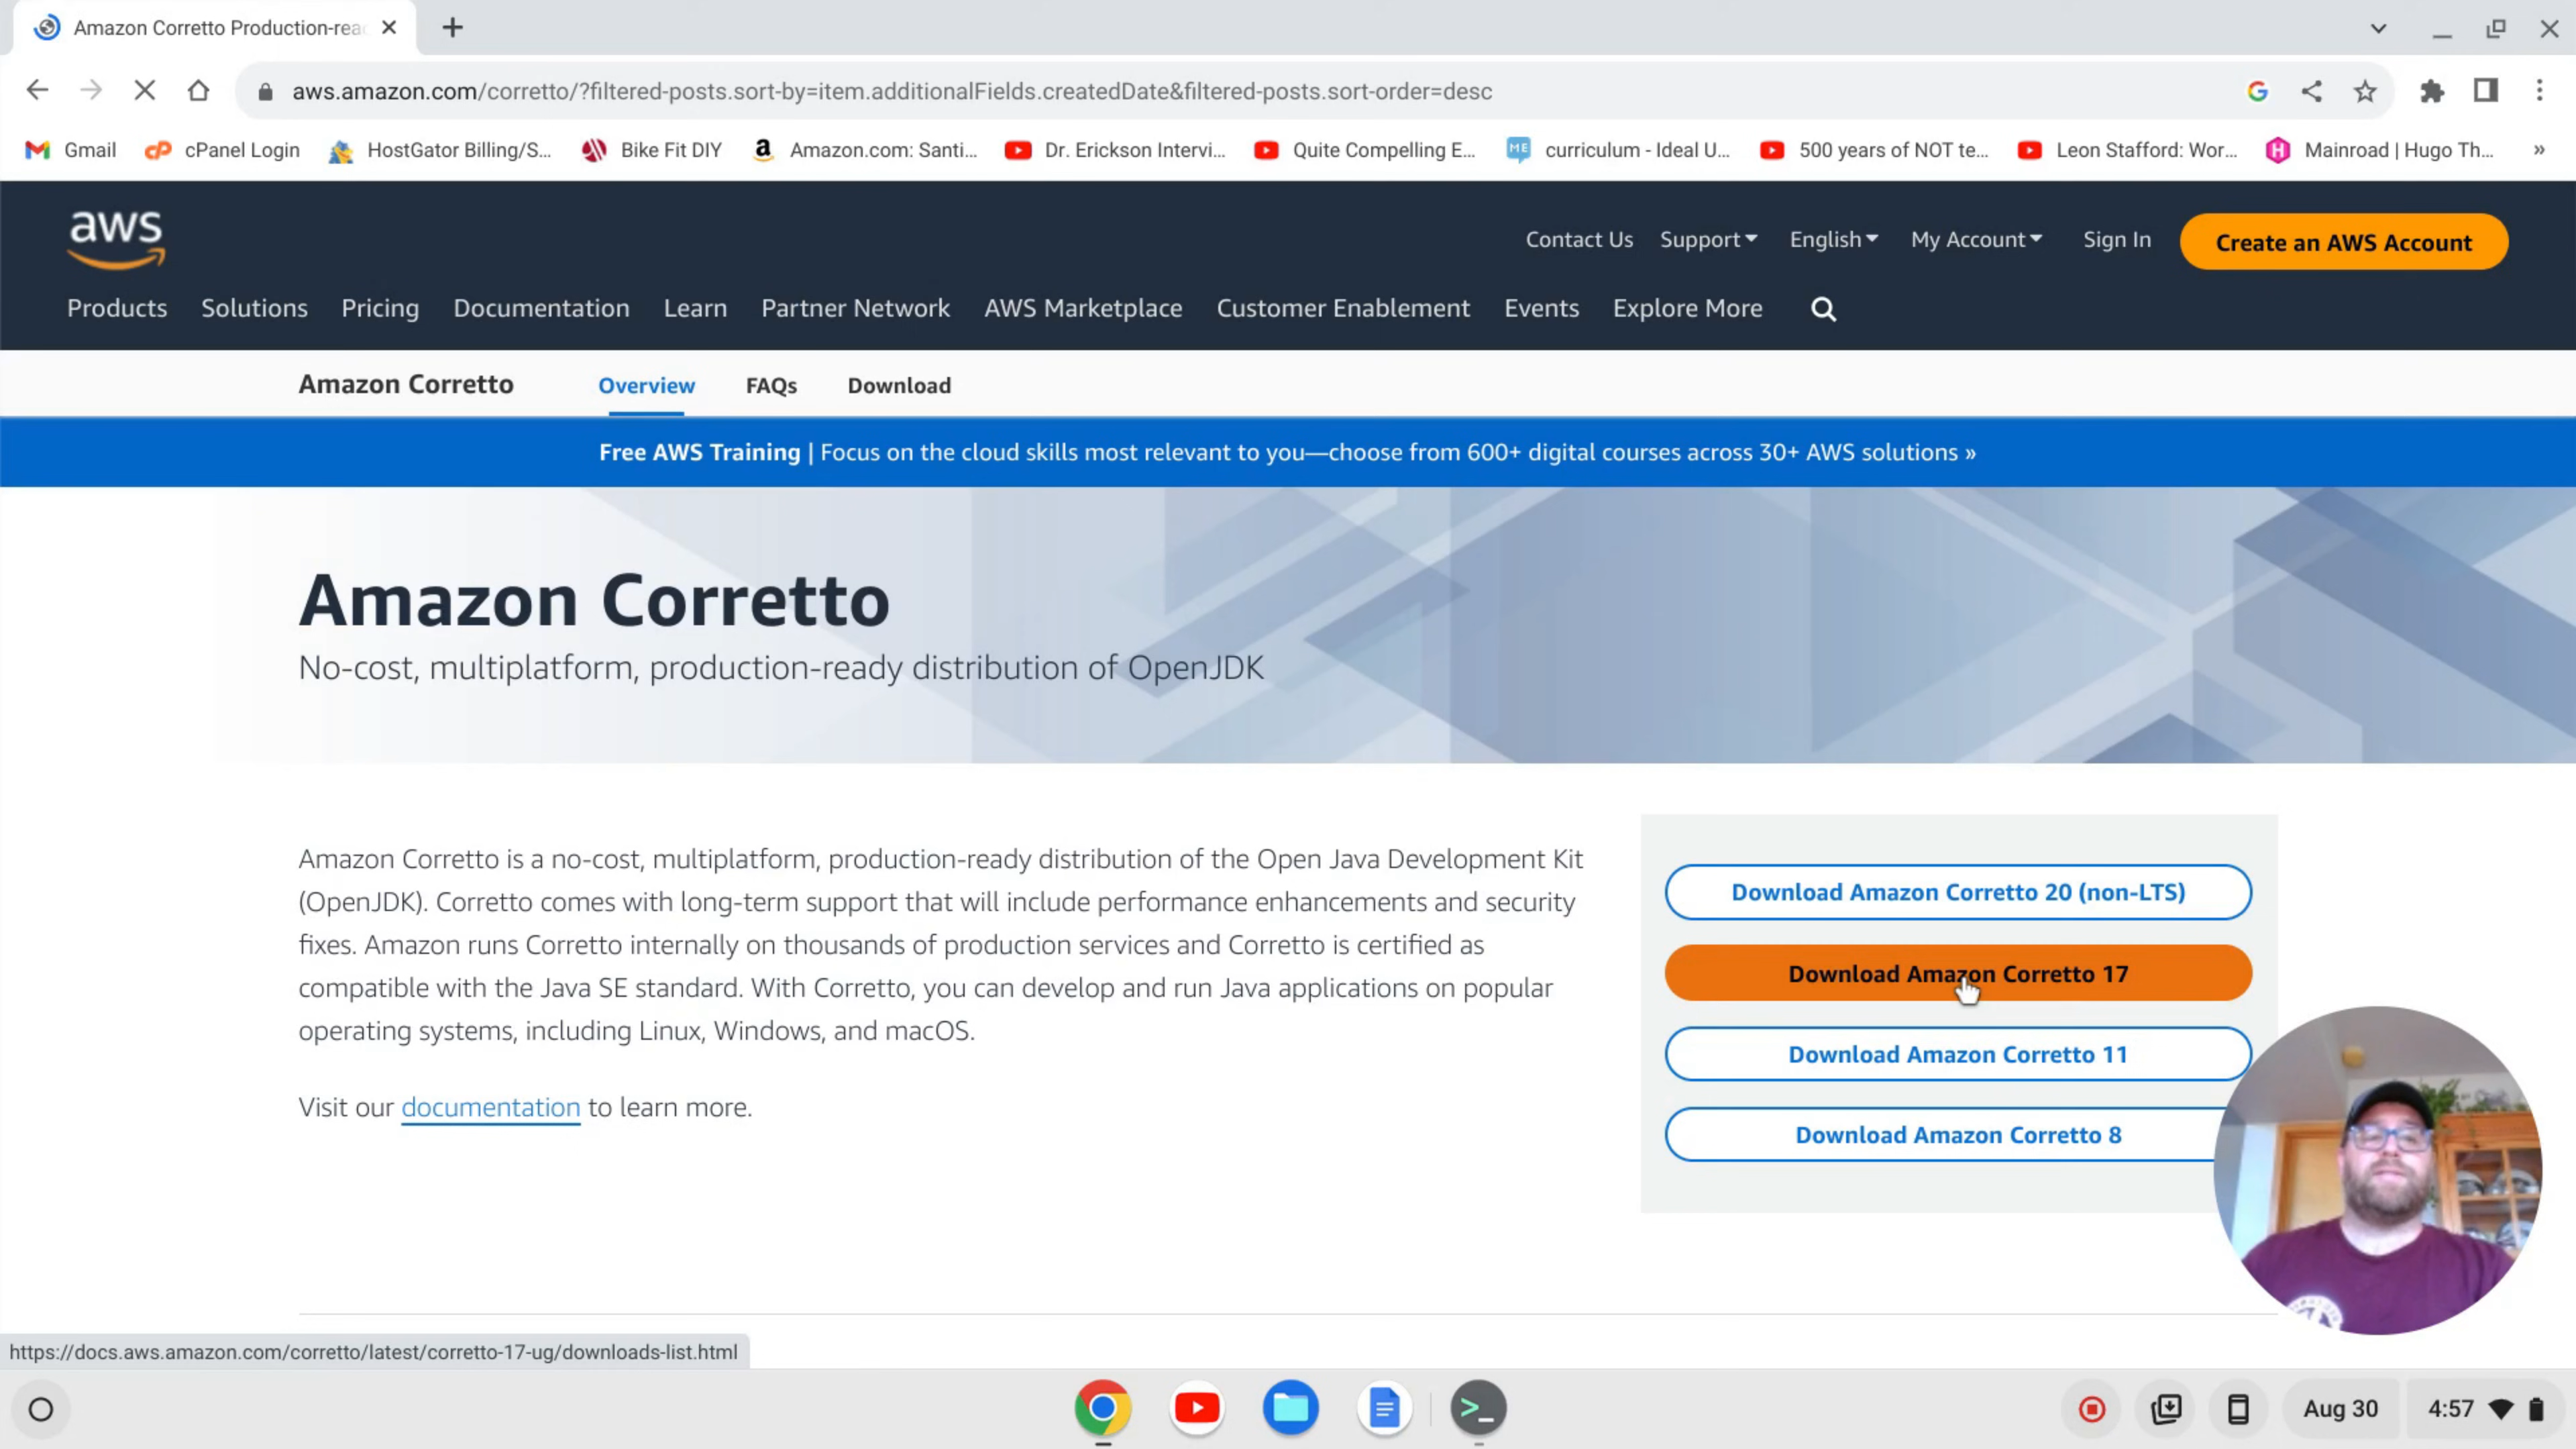 Amazon Corretto Production-rea
aws.amazon.com/corretto/?filtered-posts.sort-by=item.additionalFields.createdDate&filtered-posts.sort-order=desc
Gmail cPanel Login HostGator Billing/S... Bike Fit DIY Amazon.com: Santi... Dr. Erickson Intervi... Quite Compelling E... curriculum - Ideal U... 500 years of NOT te... Leon Stafford: Wor... Mainroad | Hugo Th... »
aws
Contact Us Support English My Account Sign In Create an AWS Account
Products Solutions Pricing Documentation Learn Partner Network AWS Marketplace Customer Enablement Events Explore More
Amazon Corretto Overview FAQs Download
Free AWS Training | Focus on the cloud skills most relevant to you—choose from 600+ digital courses across 30+ AWS solutions »
Amazon Corretto
No-cost, multiplatform, production-ready distribution of OpenJDK
Amazon Corretto is a no-cost, multiplatform, production-ready distribution of the Open Java Development Kit
(OpenJDK). Corretto comes with long-term support that will include performance enhancements and security
fixes. Amazon runs Corretto internally on thousands of production services and Corretto is certified as
compatible with the Java SE standard. With Corretto, you can develop and run Java applications on popular
operating systems, including Linux, Windows, and macOS.
Visit our documentation to learn more.
Download Amazon Corretto 20 (non-LTS)
Download Amazon Corretto 17
Download Amazon Corretto 11
Download Amazon Corretto 8
https://docs.aws.amazon.com/corretto/latest/corretto-17-ug/downloads-list.html
Aug 30 4:57